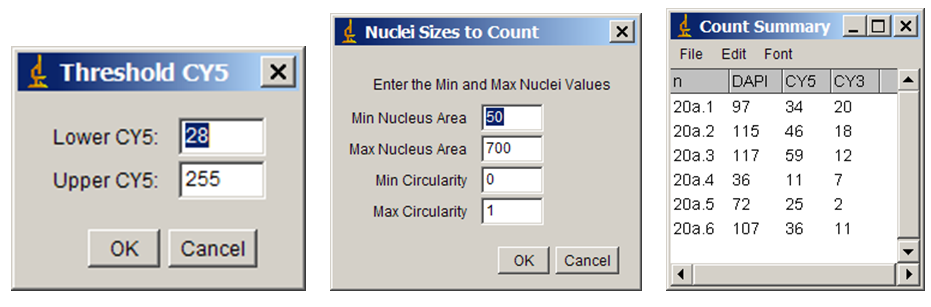 Threshold CY5
Lower CY5: 28
Upper CY5: 255
OK Cancel
Nuclei Sizes to Count
Enter the Min and Max Nuclei Values
Min Nucleus Area 50
Max Nucleus Area 700
Min Circularity 0
Max Circularity 1
OK Cancel
Count Summary
File Edit Font
n DAPI CY5 CY3
20a.1 97 34 20
20a.2 115 46 18
20a.3 117 59 12
20a.4 36 11 7
20a.5 72 25 2
20a.6 107 36 11